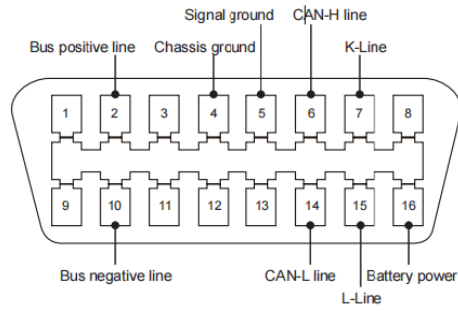 Signal ground CAN-H line
Bus positive line Chassis ground K-Line
1 2 3 4 5 6 7 8
9 10 11 12 13 14 15 16
Bus negative line CAN-L line Battery power
L-Line